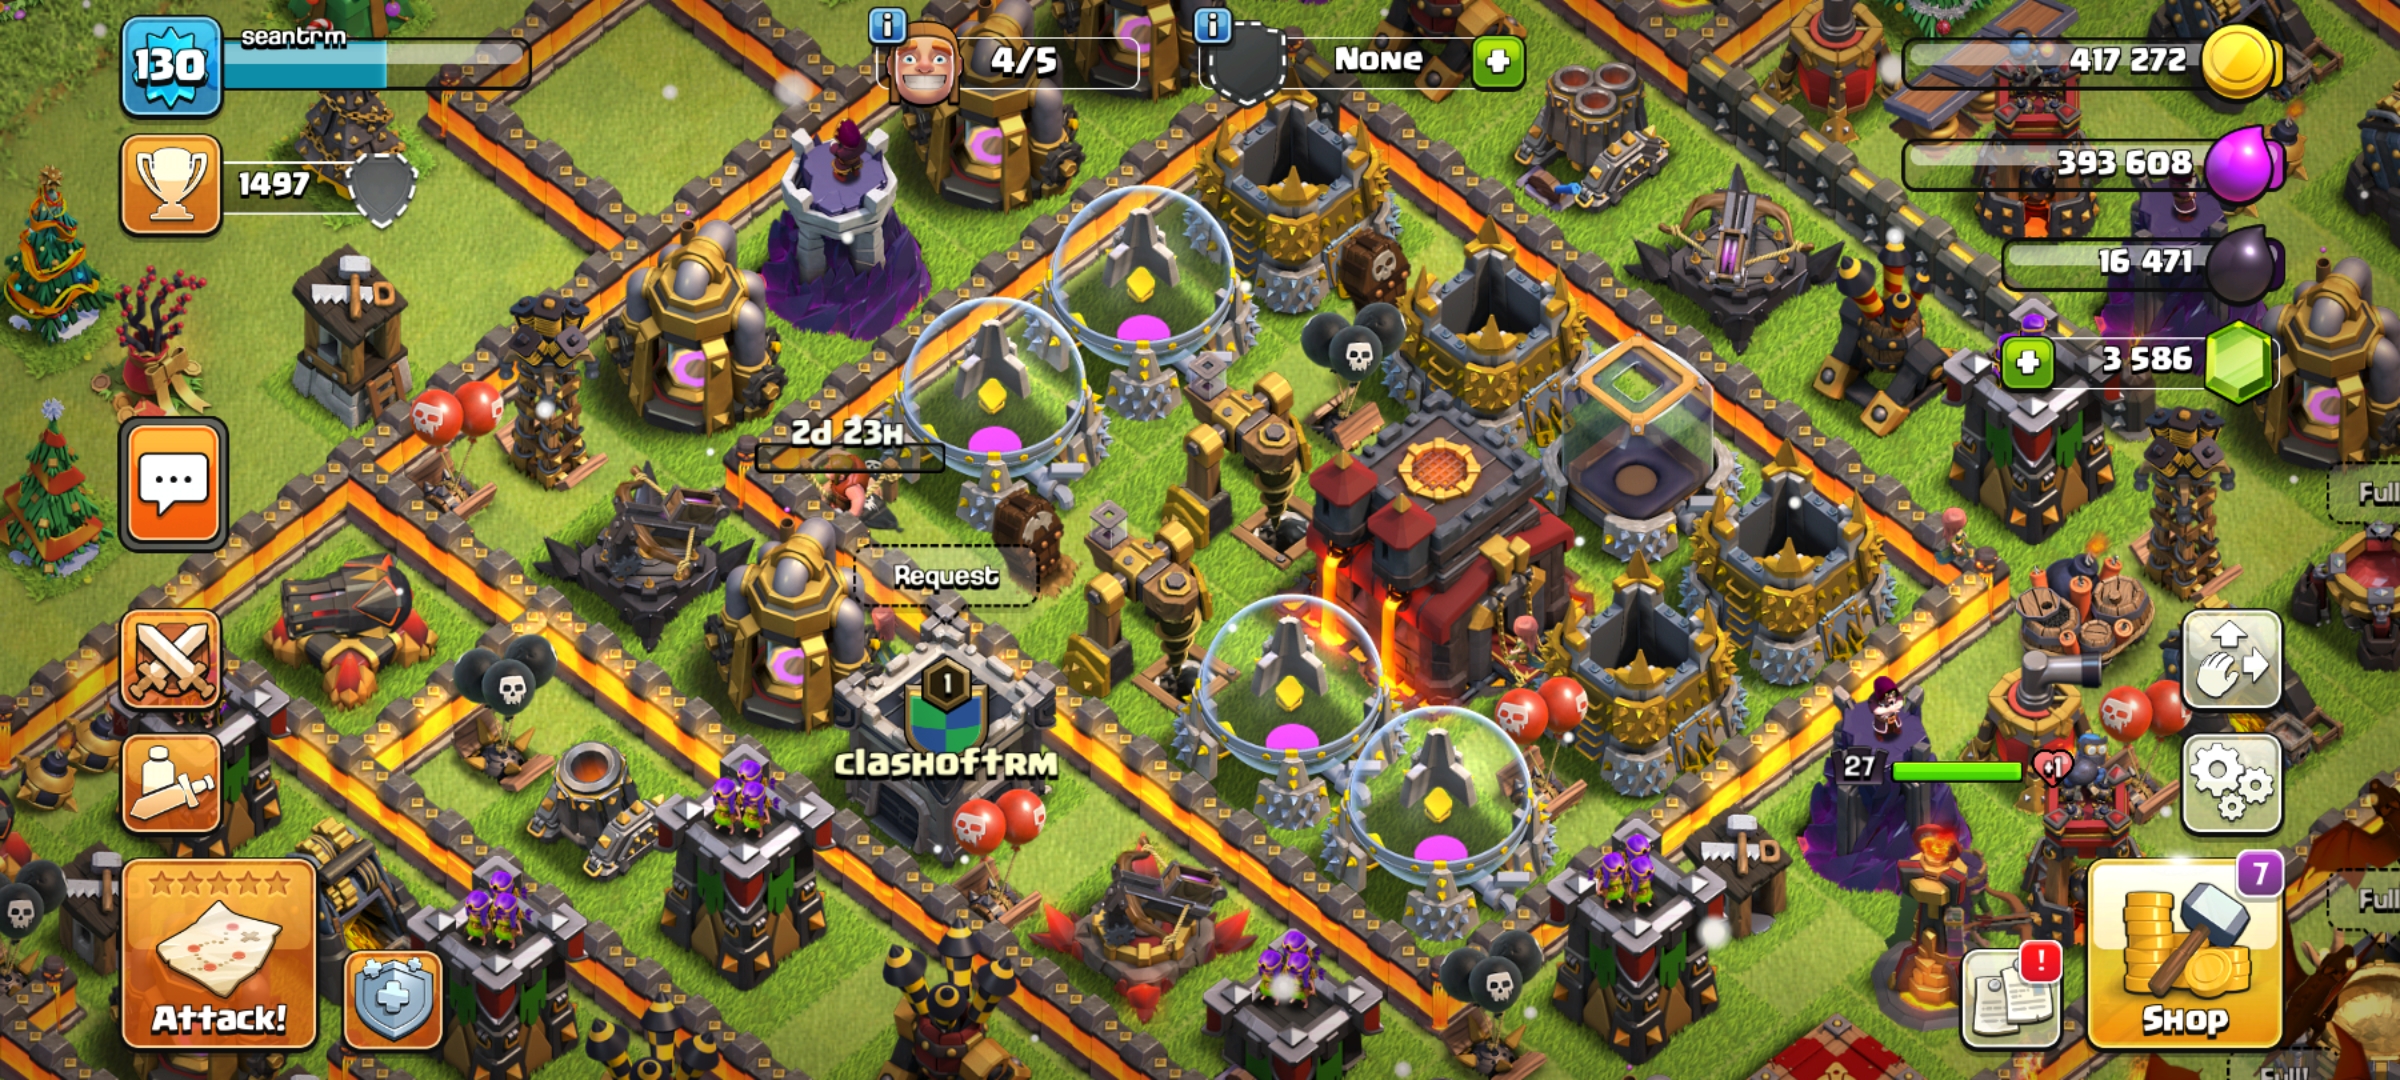 130
seantrm
4/5
None
417 272
1497
393 608
16 471
3 586
2d 23h
Full
Request
1
clashoftrm
27
+1
7
Full
!
Attack!
Shop
Full!